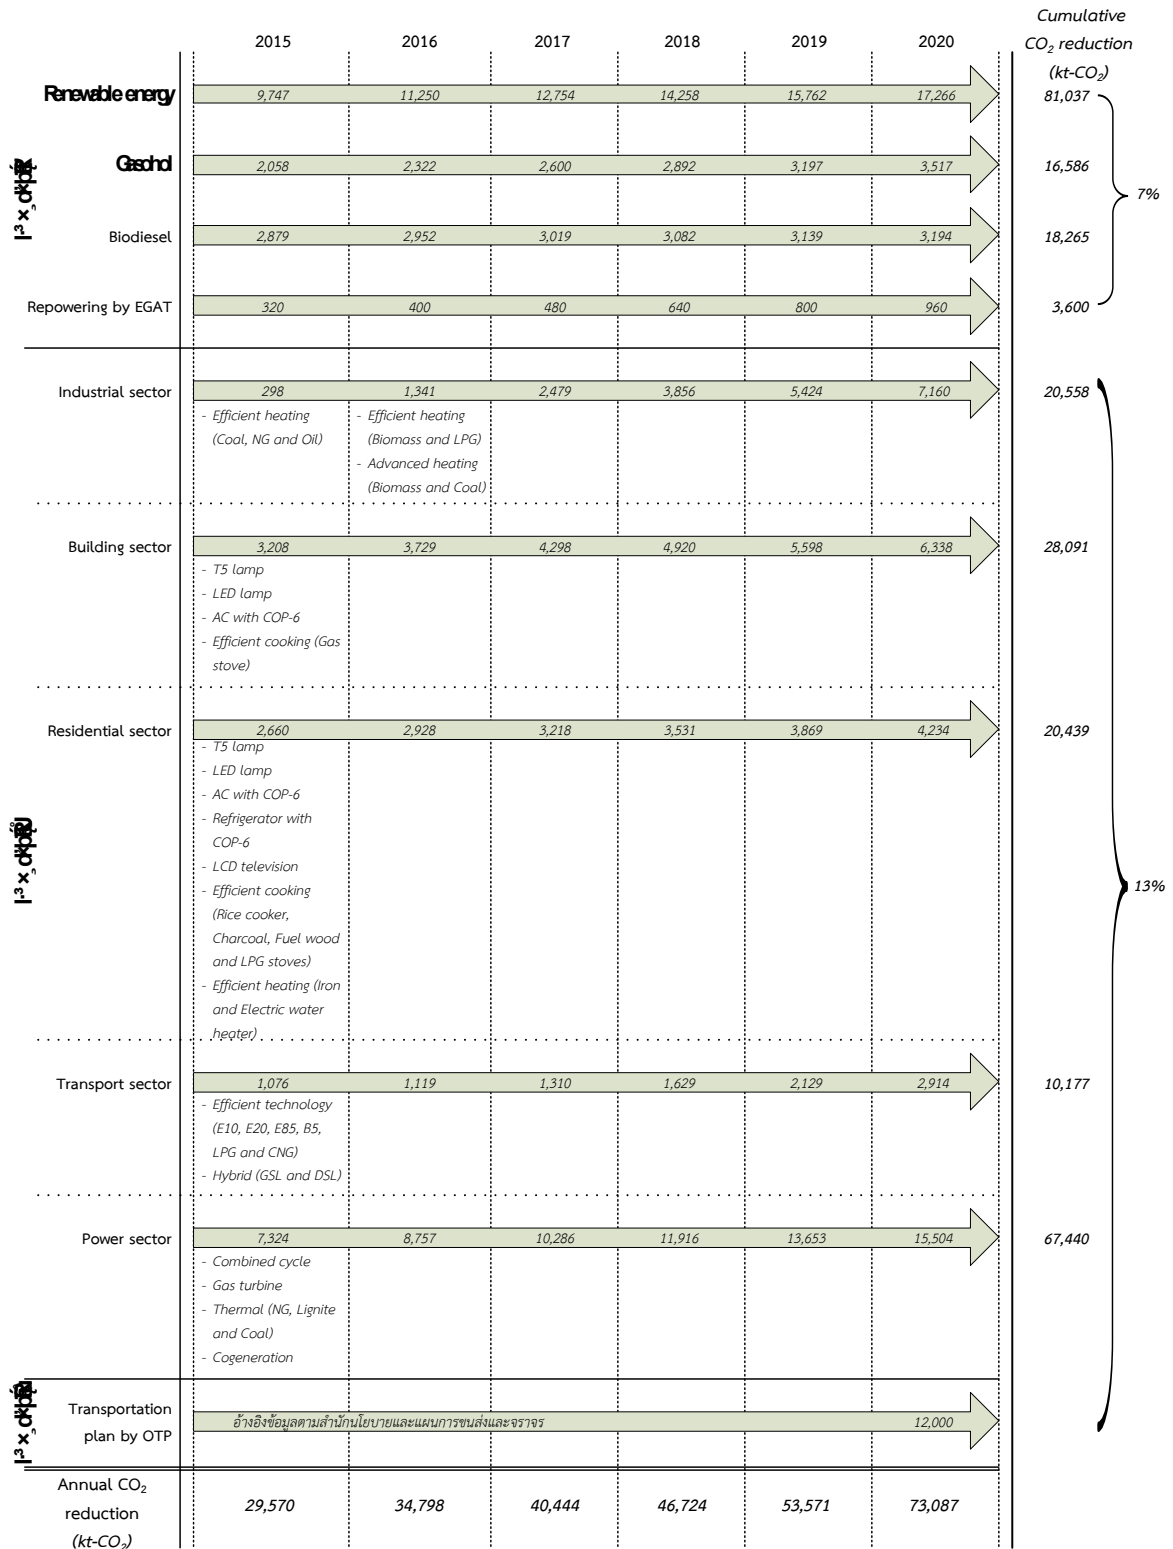 Cumulative
2015 2016 2017 2018 2019 2020 CO₂ reduction
(kt-CO₂)
Renewable energy 9,747 11,250 12,754 14,258 15,762 17,266 81,037
Gasohol 2,058 2,322 2,600 2,892 3,197 3,517 16,586
7%
Biodiesel 2,879 2,952 3,019 3,082 3,139 3,194 18,265
Repowering by EGAT 320 400 480 640 800 960 3,600
Industrial sector 298 1,341 2,479 3,856 5,424 7,160 20,558
- Efficient heating - Efficient heating
(Coal, NG and Oil) (Biomass and LPG)
- Advanced heating
(Biomass and Coal)
Building sector 3,208 3,729 4,298 4,920 5,598 6,338 28,091
- T5 lamp
- LED lamp
- AC with COP-6
- Efficient cooking (Gas
stove)
Residential sector 2,660 2,928 3,218 3,531 3,869 4,234 20,439
- T5 lamp
- LED lamp
- AC with COP-6
- Refrigerator with
COP-6
- LCD television
- Efficient cooking
13%
(Rice cooker,
Charcoal, Fuel wood
and LPG stoves)
- Efficient heating (Iron
and Electric water
heater)
Transport sector 1,076 1,119 1,310 1,629 2,129 2,914 10,177
- Efficient technology
(E10, E20, E85, B5,
LPG and CNG)
- Hybrid (GSL and DSL)
Power sector 7,324 8,757 10,286 11,916 13,653 15,504 67,440
- Combined cycle
- Gas turbine
- Thermal (NG, Lignite
and Coal)
- Cogeneration
Transportation
plan by OTP
อ้างอิงข้อมูลตามสำนักนโยบายและแผนการขนส่งและจราจร 12,000
Annual CO₂
reduction
(kt-CO₂)
29,570 34,798 40,444 46,724 53,571 73,087